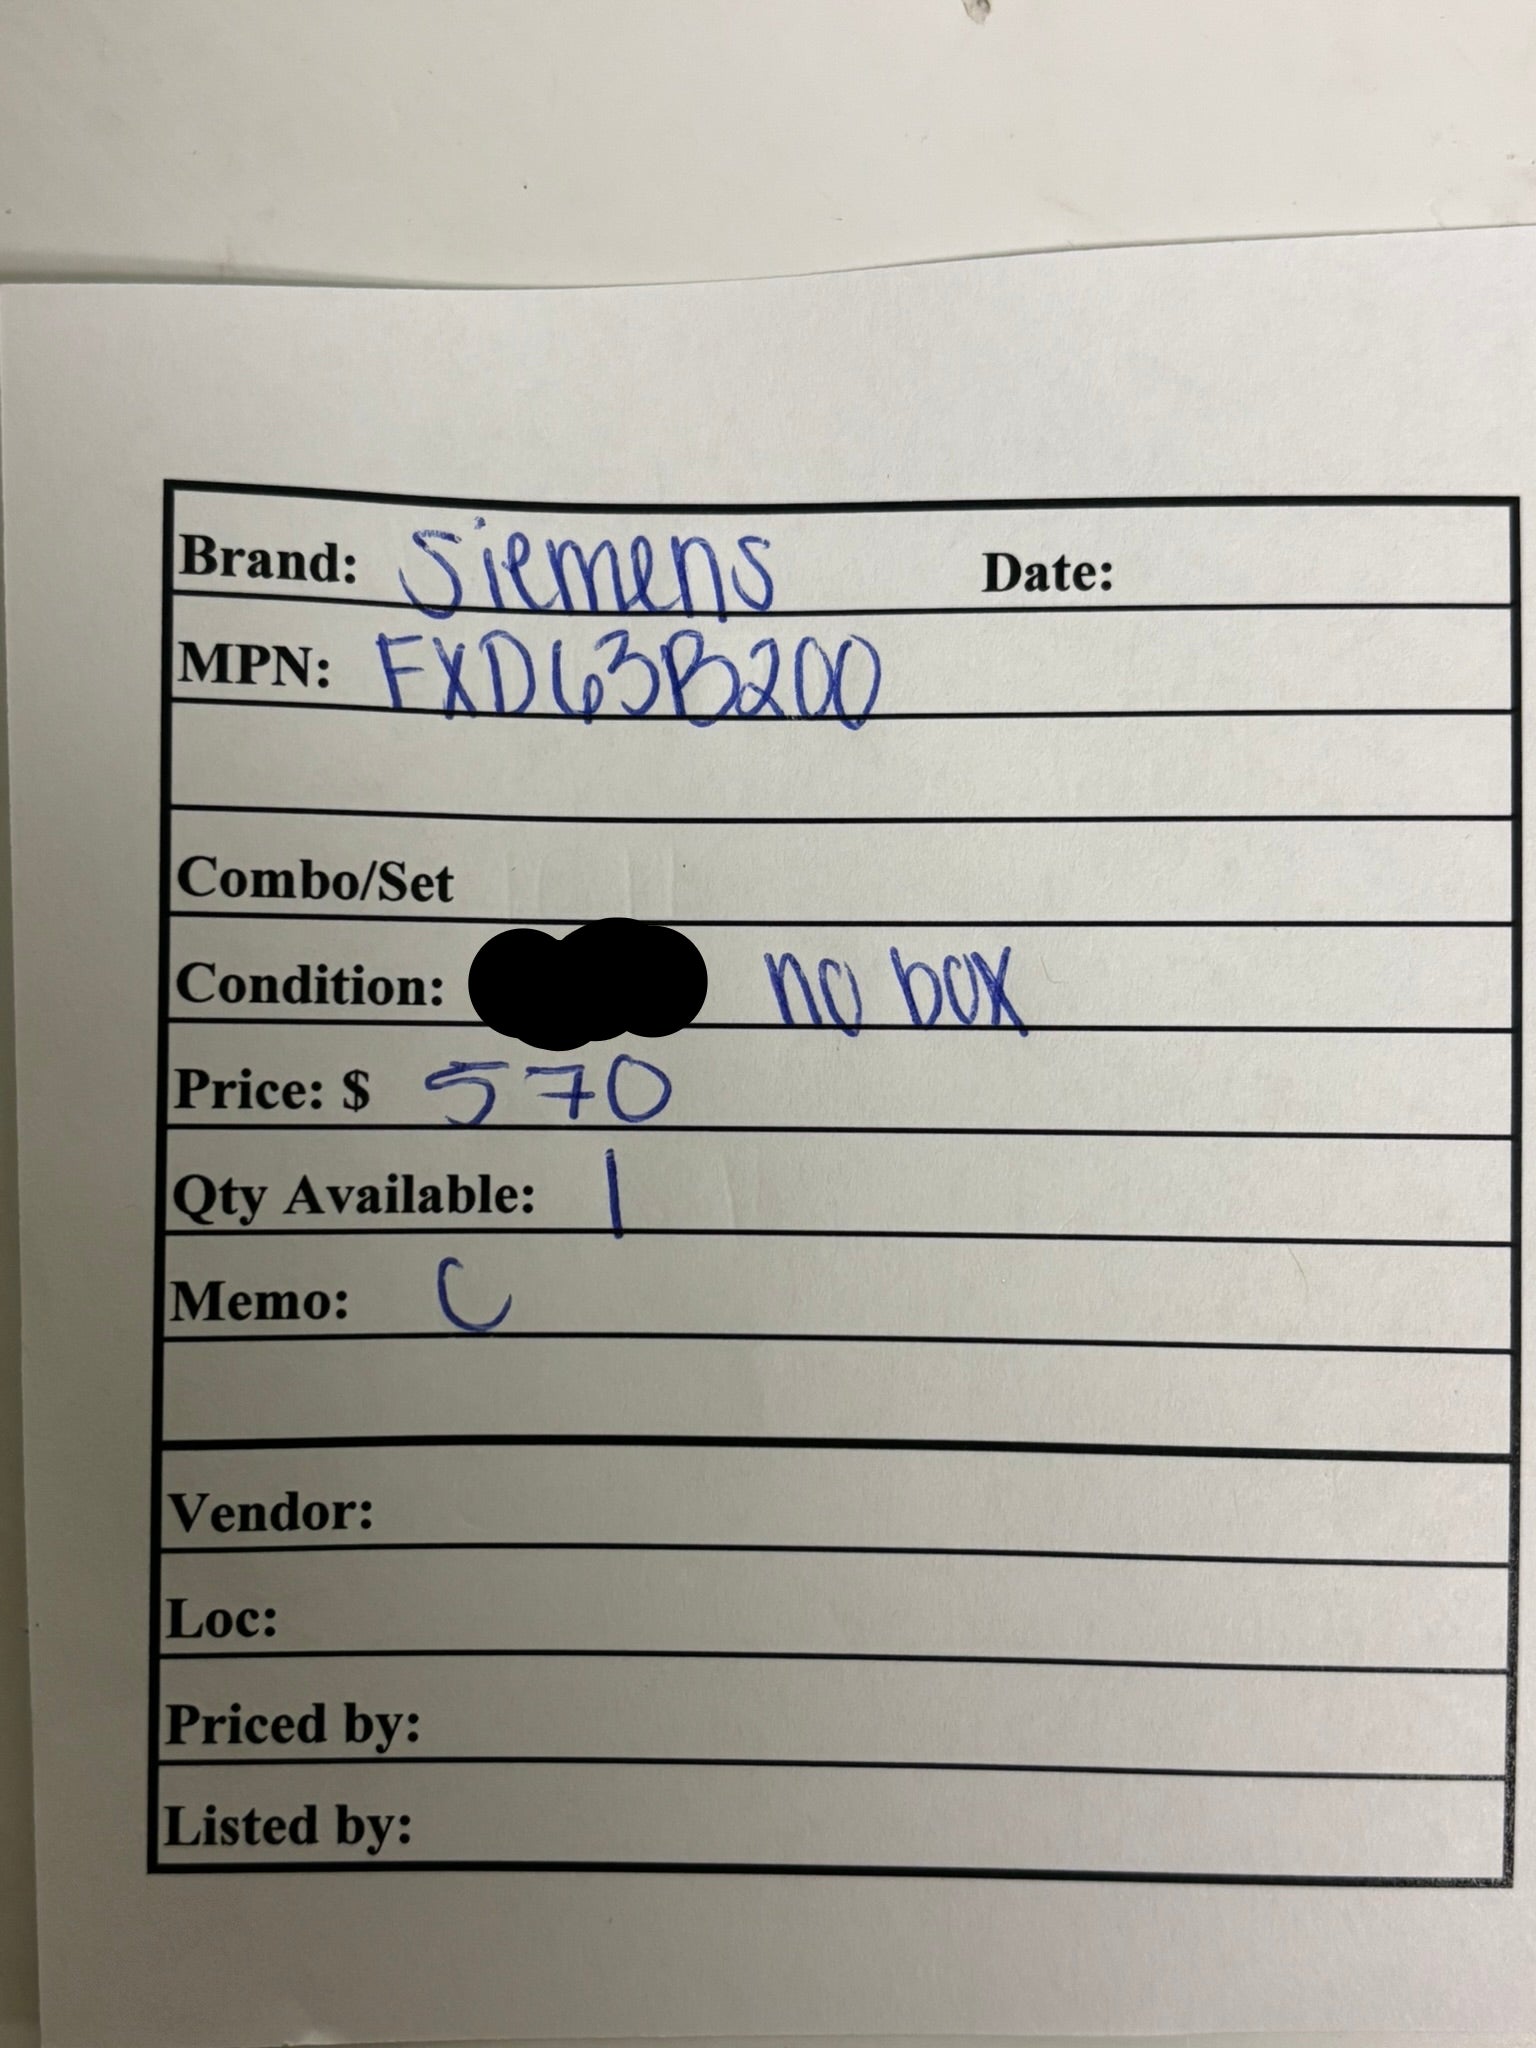 Brand: Siemens Date:
MPN: FXD63B200
Combo/Set
Condition: no box
Price: $ 570
Qty Available: 1
Memo: C
Vendor:
Loc:
Priced by:
Listed by: